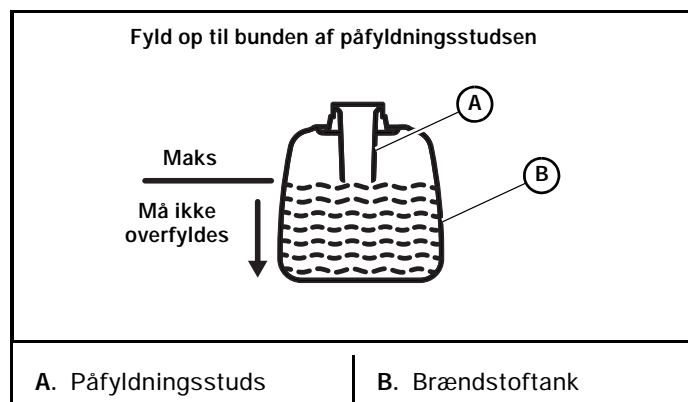 Fyld op til bunden af påfyldningsstudsen
A
Maks
B
Må ikke
overfyldes
A. Påfyldningsstuds
B. Brændstoftank